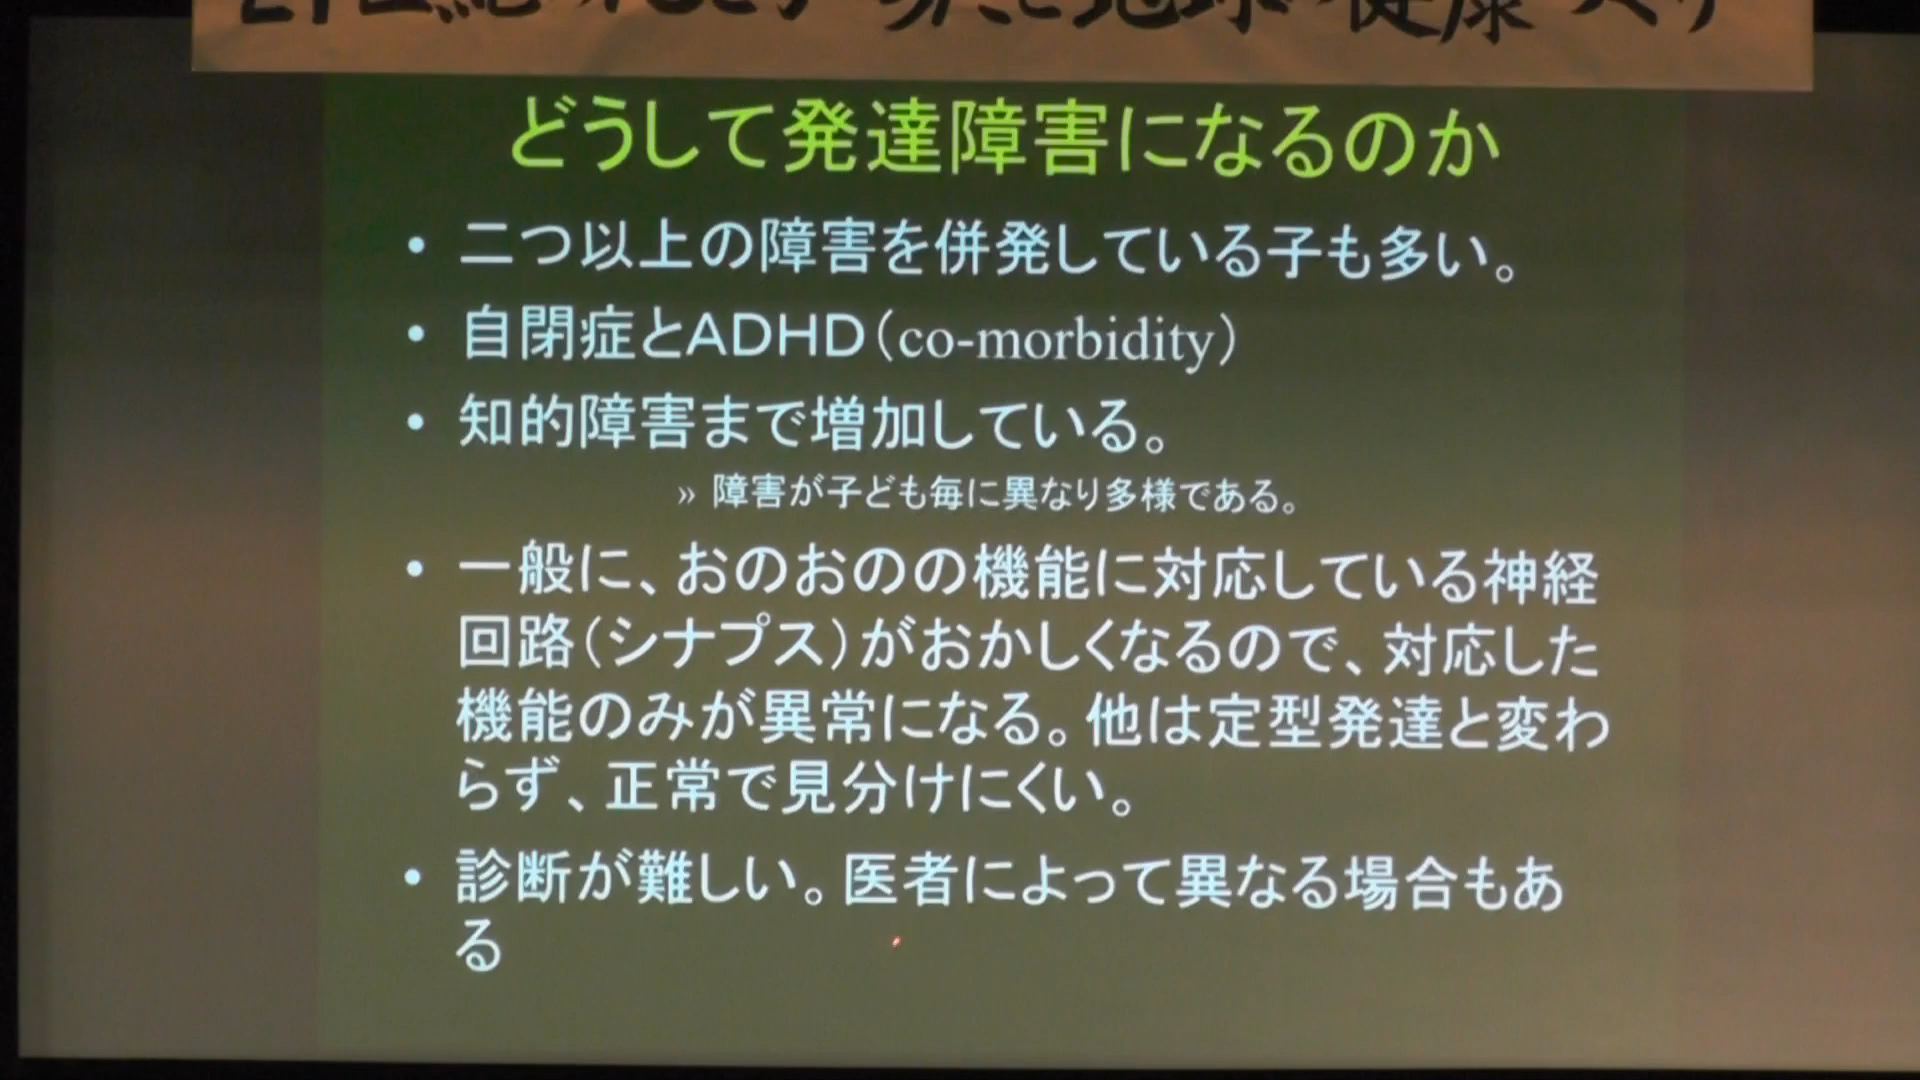 地球の健康
どうして発達障害になるのか
• 二つ以上の障害を併発している子も多い。
• 自閉症とADHD（co-morbidity）
• 知的障害まで増加している。
» 障害が子ども毎に異なり多様である。
• 一般に、おのおのの機能に対応している神経
回路（シナプス）がおかしくなるので、対応した
機能のみが異常になる。他は定型発達と変わ
らず、正常で見分けにくい。
• 診断が難しい。医者によって異なる場合もあ
る